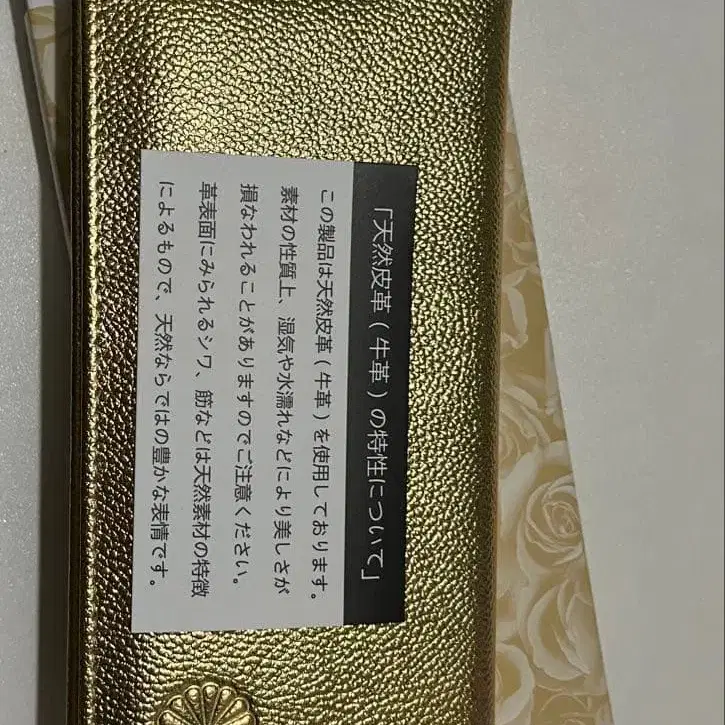 「天然皮革(牛革)の特性について」
この製品は天然皮革(牛革)を使用しております。
素材の性質上、湿気や水濡れなどにより美しさが
損なわれることがありますのでご注意ください。
革表面にみられるシワ、筋などは天然素材の特徴
によるもので、天然ならではの豊かな表情です。